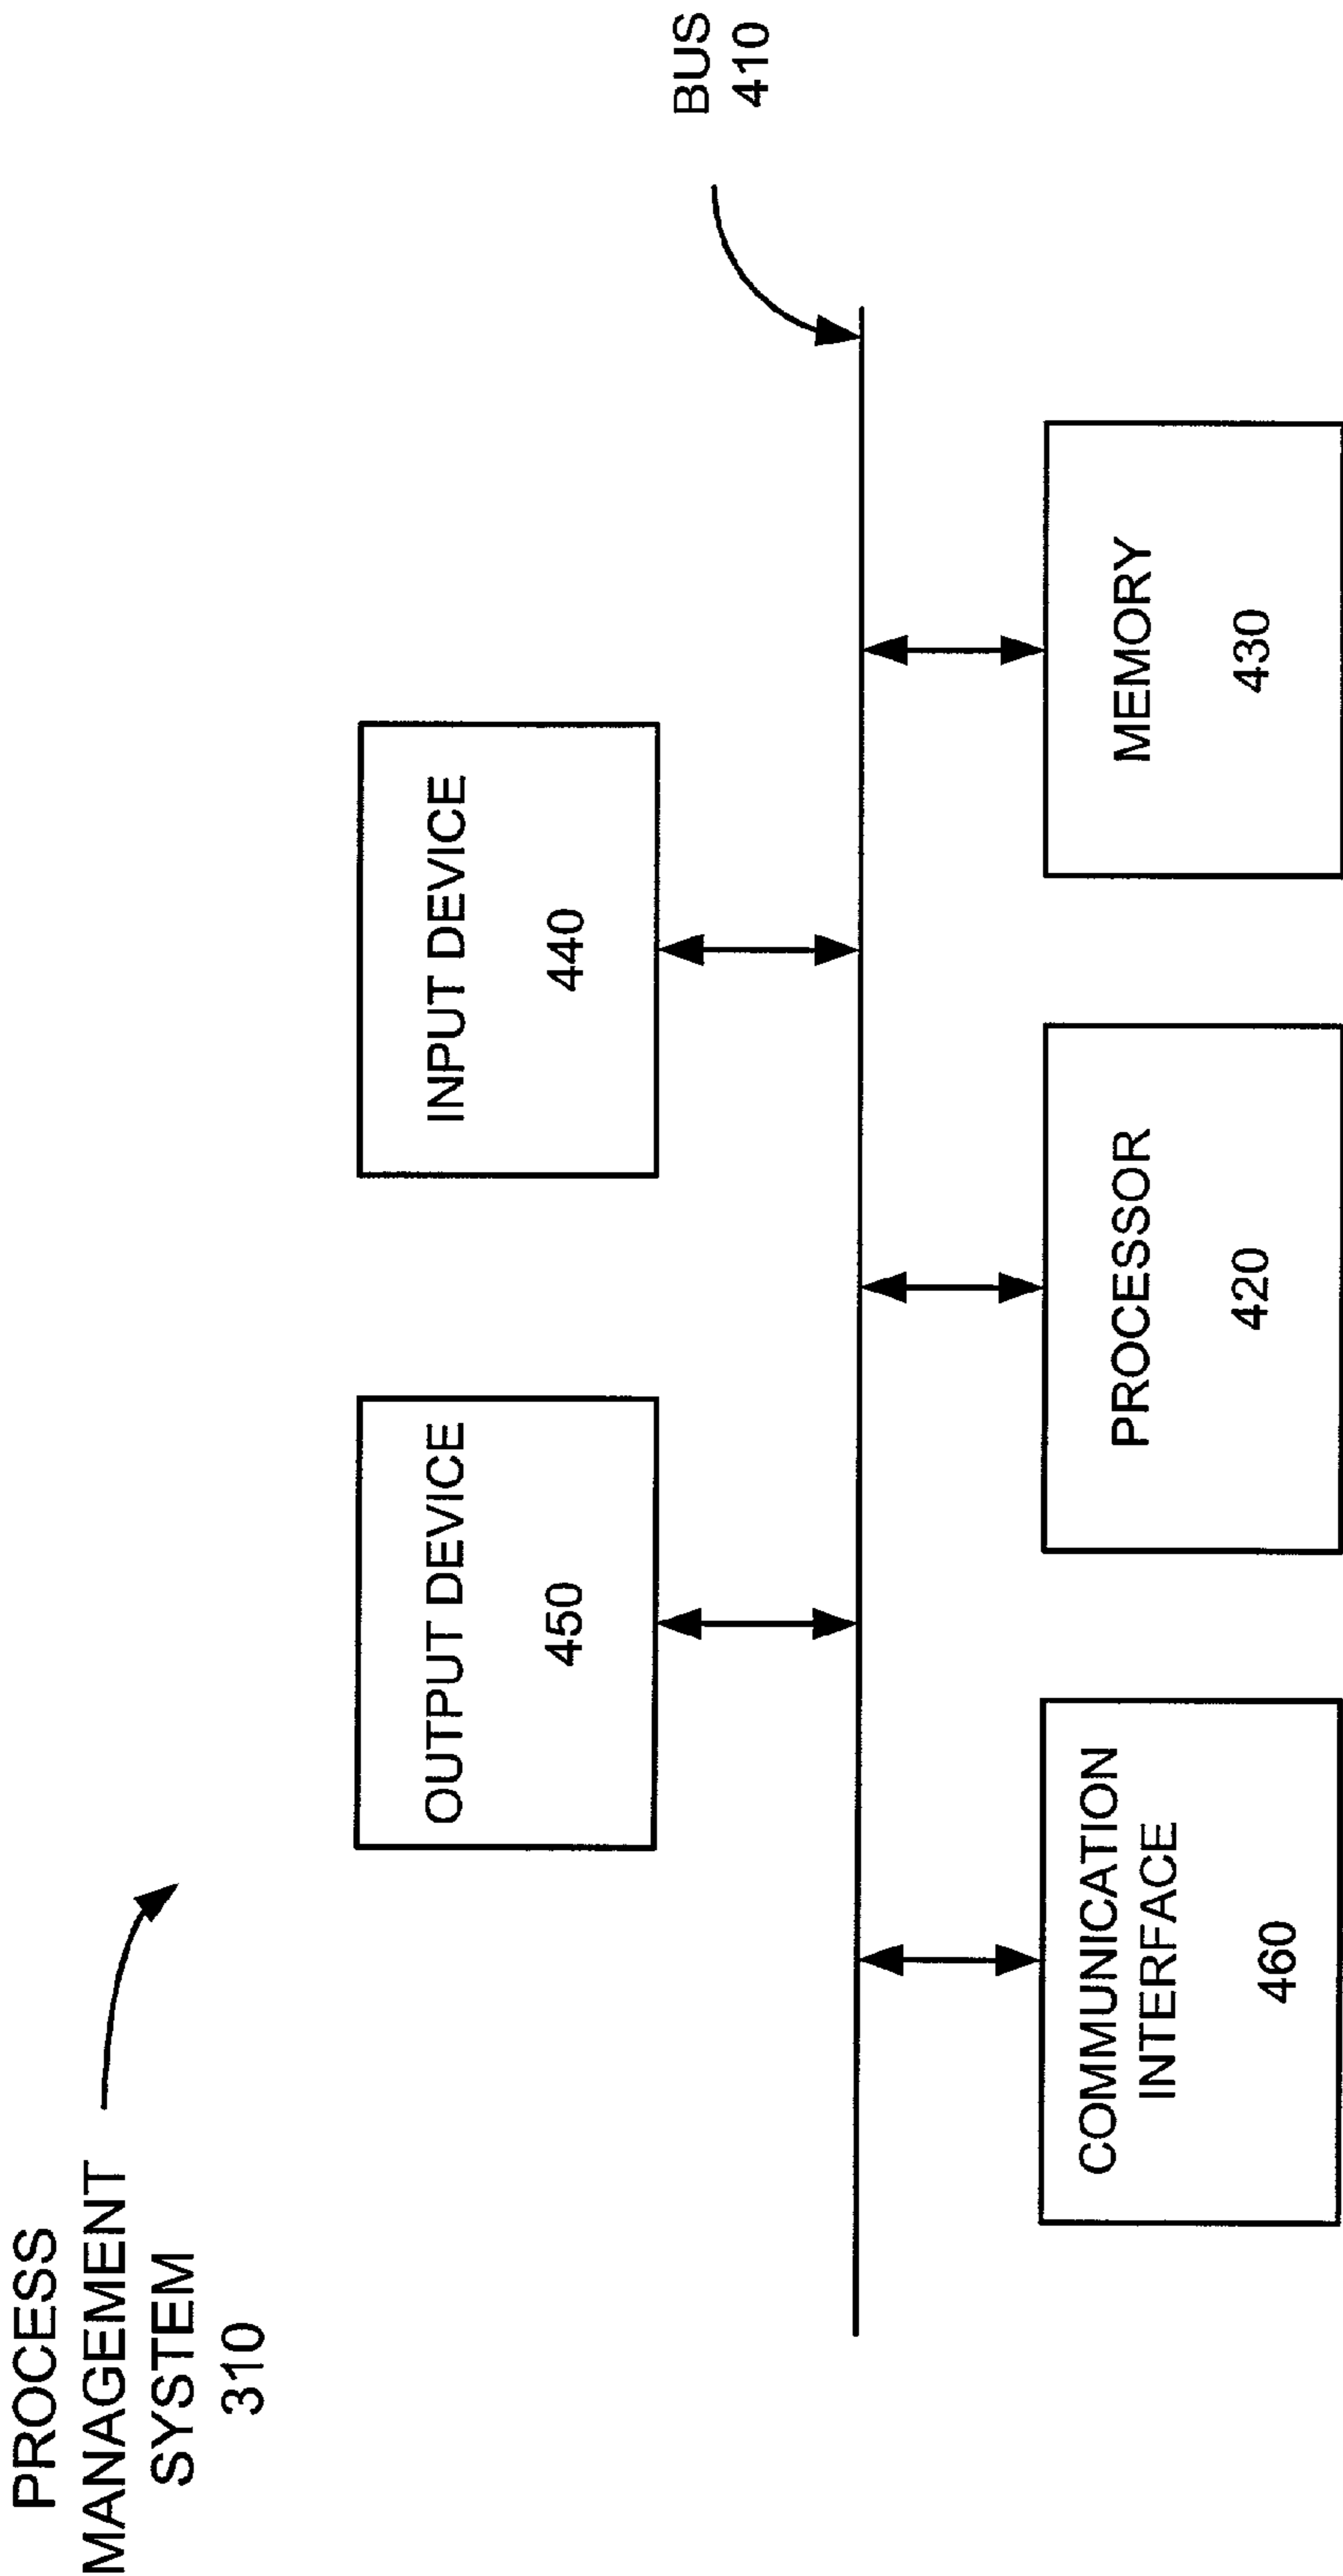 PROCESS
MANAGEMENT
SYSTEM
310
OUTPUT DEVICE
450
INPUT DEVICE
440
BUS
410
COMMUNICATION
INTERFACE
460
PROCESSOR
420
MEMORY
430